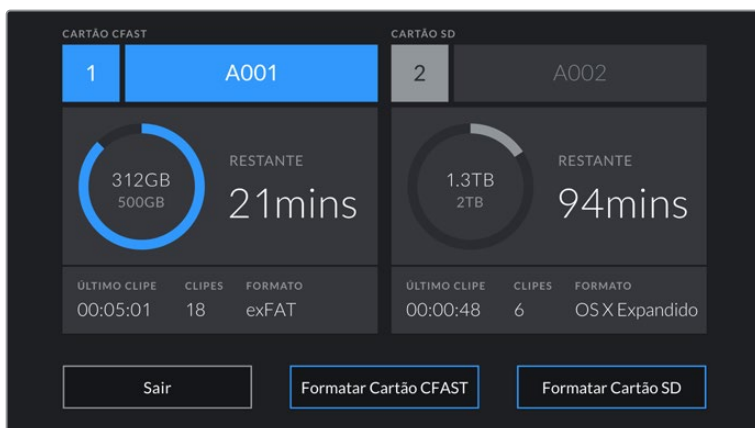 CARTÃO CFAST
1 A001
312GB
500GB
RESTANTE
21mins
ÚLTIMO CLIPE CLIPES FORMATO
00:05:01 18 exFAT
CARTÃO SD
2 A002
1.3TB
2TB
RESTANTE
94mins
ÚLTIMO CLIPE CLIPES FORMATO
00:00:48 6 OS X Expandido
Sair
Formatar Cartão CFAST
Formatar Cartão SD